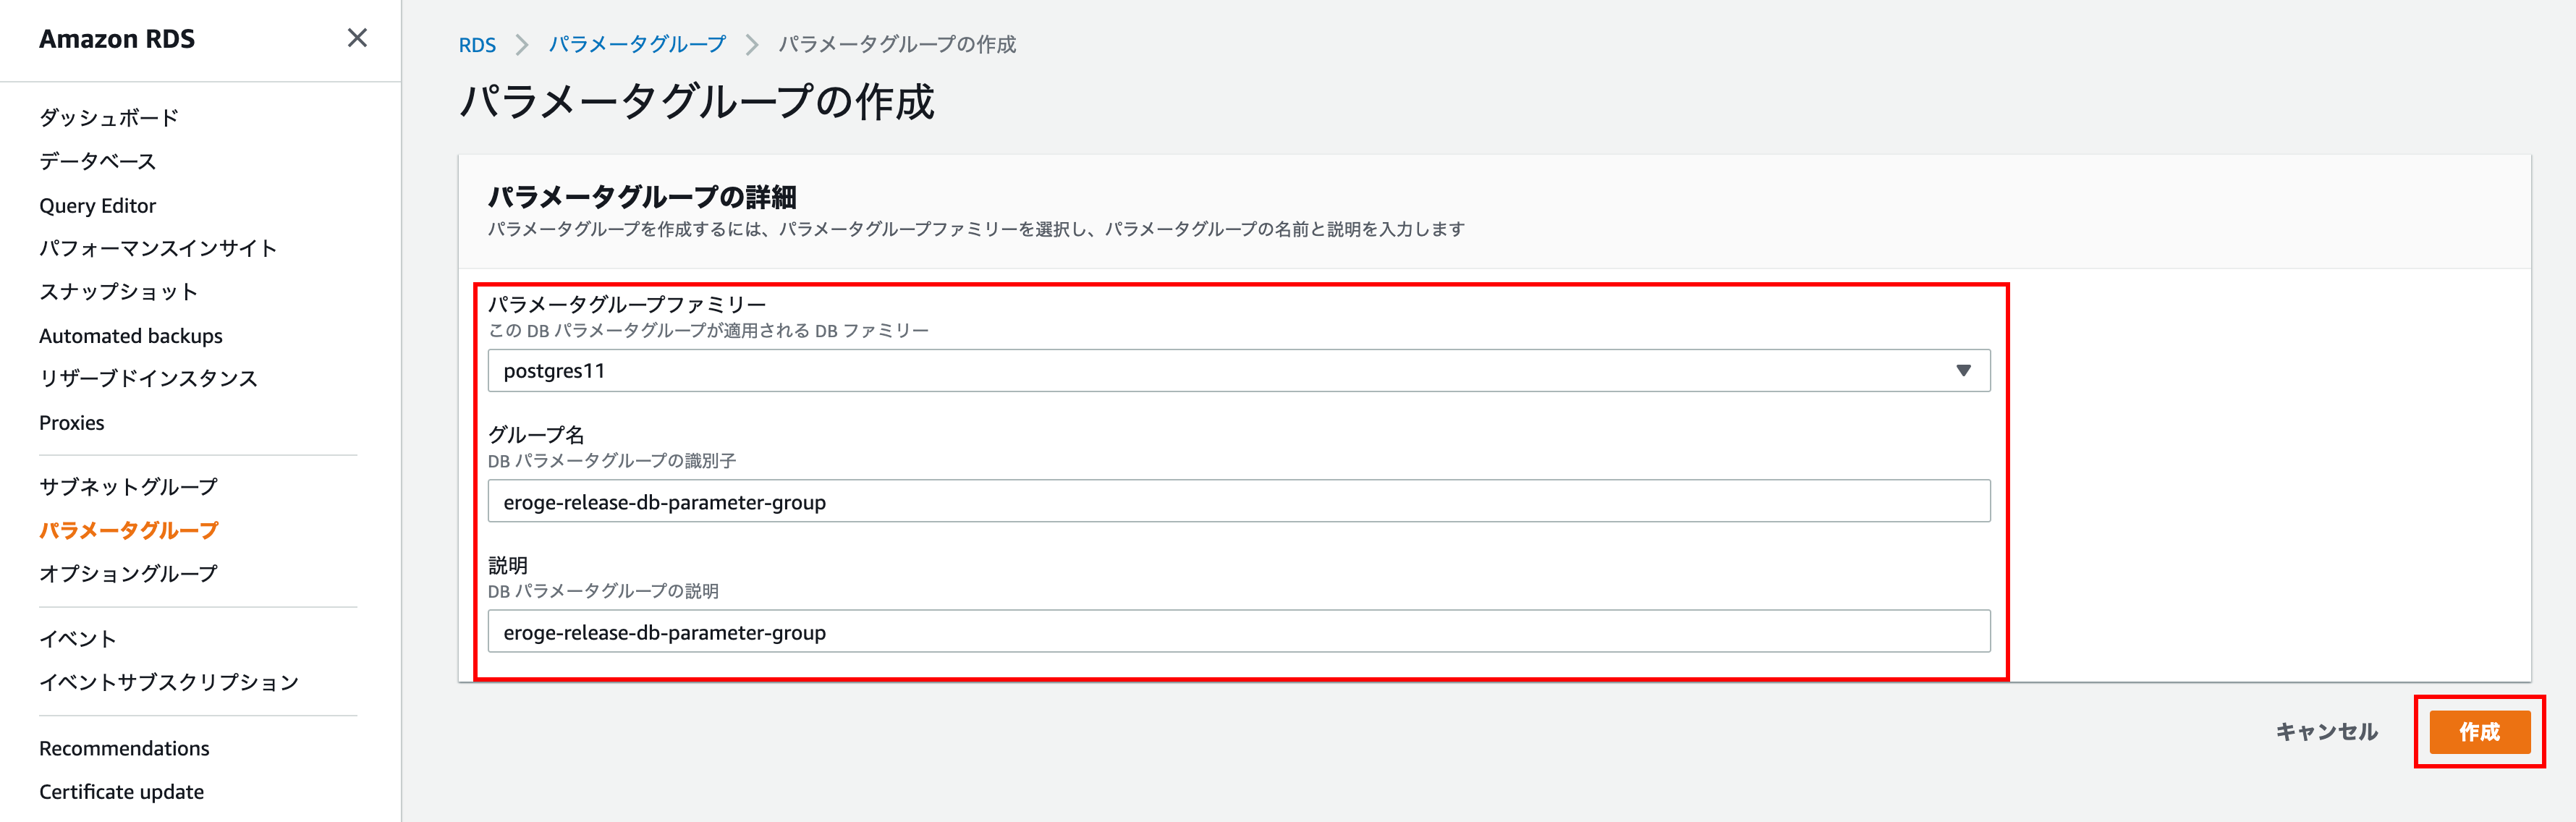 Amazon RDS
ダッシュボード
データベース
Query Editor
パフォーマンスインサイト
スナップショット
Automated backups
リザーブドインスタンス
Proxies
サブネットグループ
パラメータグループ
オプショングループ
イベント
イベントサブスクリプション
Recommendations
Certificate update
RDS > パラメータグループ > パラメータグループの作成
パラメータグループの作成
パラメータグループの詳細
パラメータグループを作成するには、パラメータグループファミリーを選択し、パラメータグループの名前と説明を入力します
パラメータグループファミリー
この DB パラメータグループが適用される DB ファミリー
postgres11
グループ名
DB パラメータグループの識別子
eroge-release-db-parameter-group
説明
DB パラメータグループの説明
eroge-release-db-parameter-group
キャンセル
作成